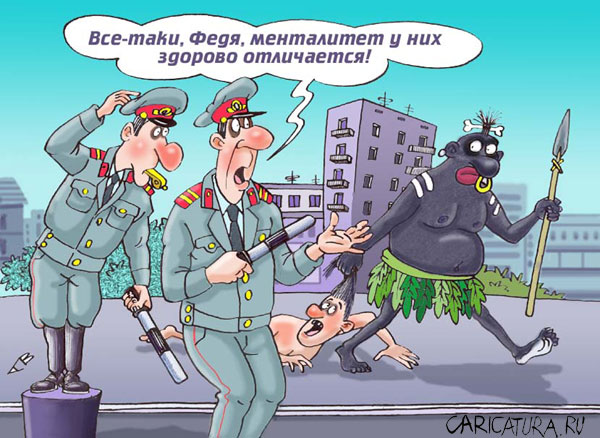 Все-таки, Федя, менталитет у них
здорово отличается!
CARICATURA.RU